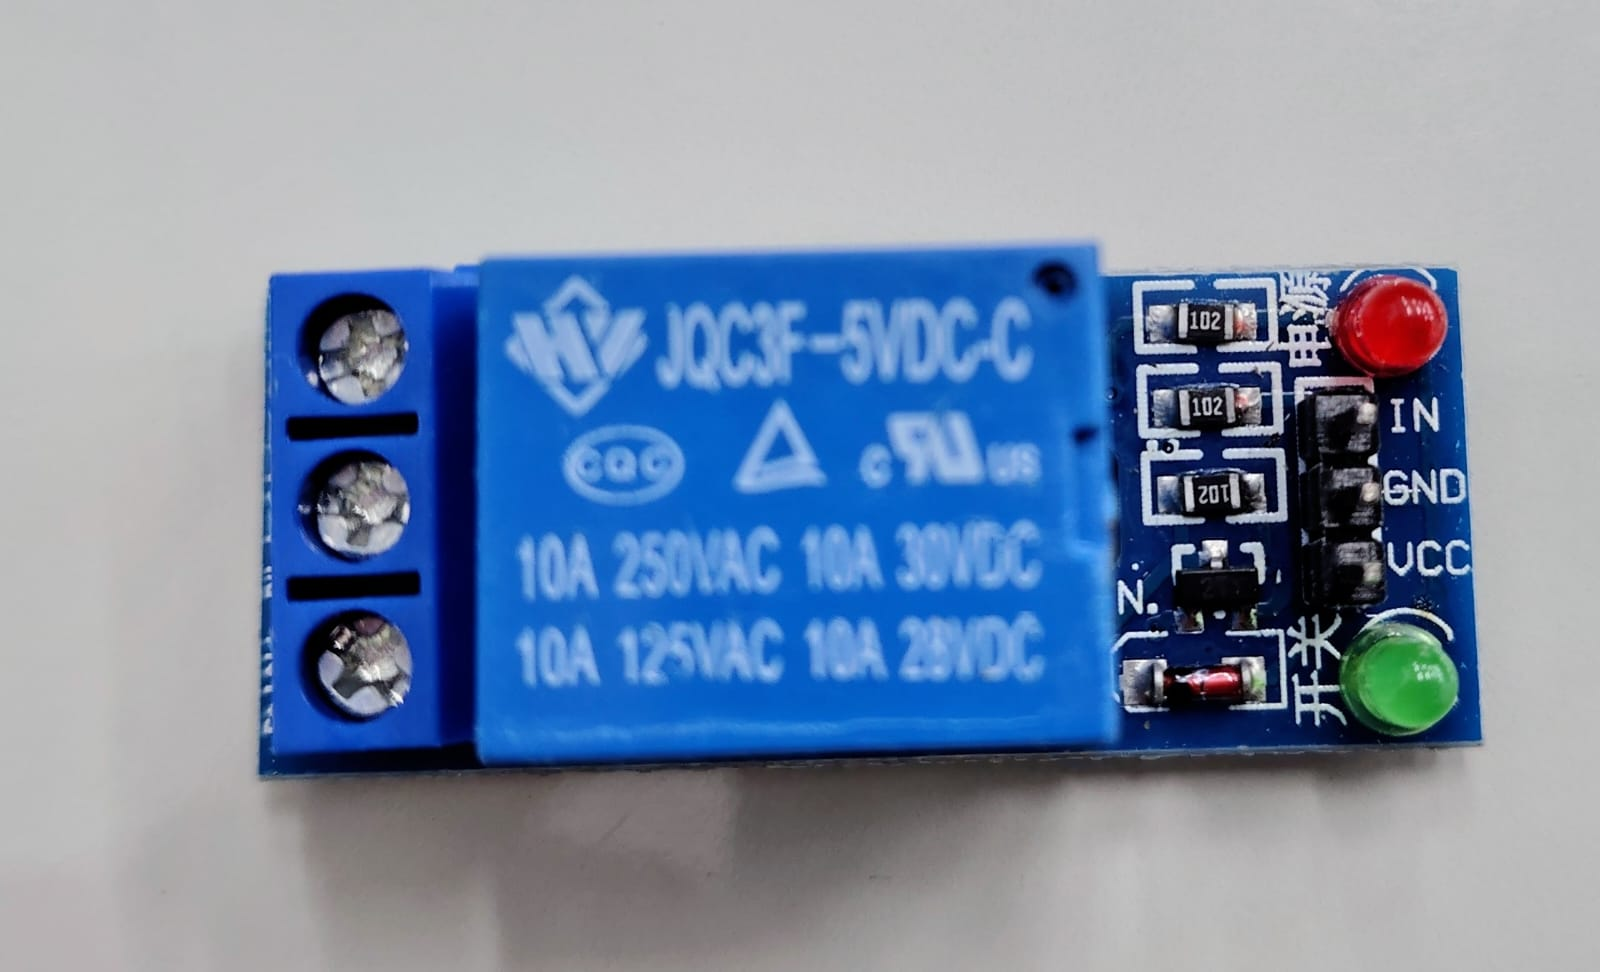 JQC3F-5VDC-C
CQC
c us
10A 250VAC 10A 30VDC
10A 125VAC 10A 28VDC
102
102
102
电源
IN
GND
VCC
开关
N.